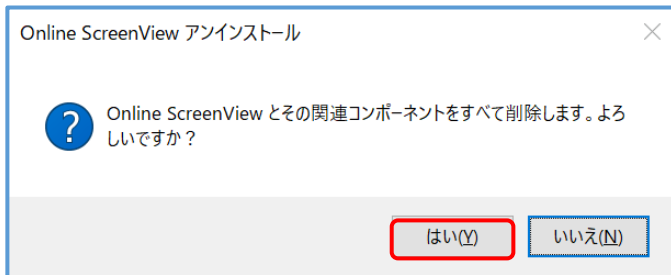 Online ScreenView アンインストール
Online ScreenView とその関連コンポーネントをすべて削除します。よろ
しいですか？
はい(Y)
いいえ(N)